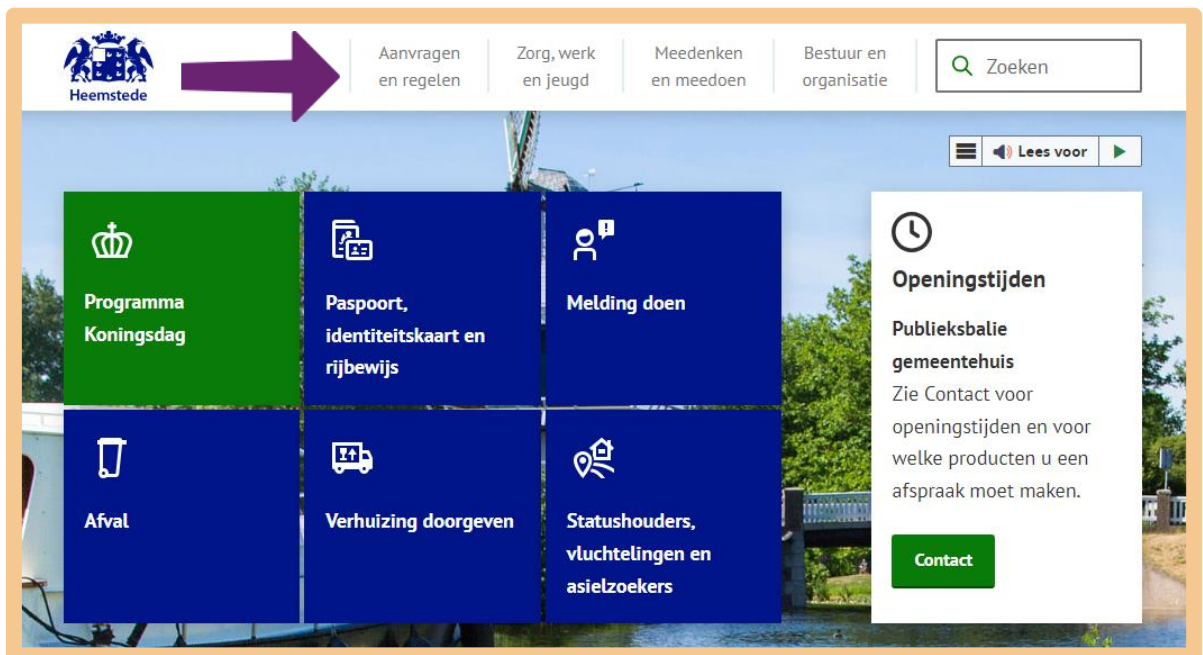 Heemstede
Aanvragen
en regelen
Zorg, werk
en jeugd
Meedenken
en meedoen
Bestuur en
organisatie
Zoeken
Lees voor
Programma
Koningsdag
Paspoort,
identiteitskaart en
rijbewijs
Melding doen
Afval
Verhuizing doorgeven
Statushouders,
vluchtelingen en
asielzoekers
Openingstijden
Publieksbalie
gemeentehuis
Zie Contact voor
openingstijden en voor
welke producten u een
afspraak moet maken.
Contact